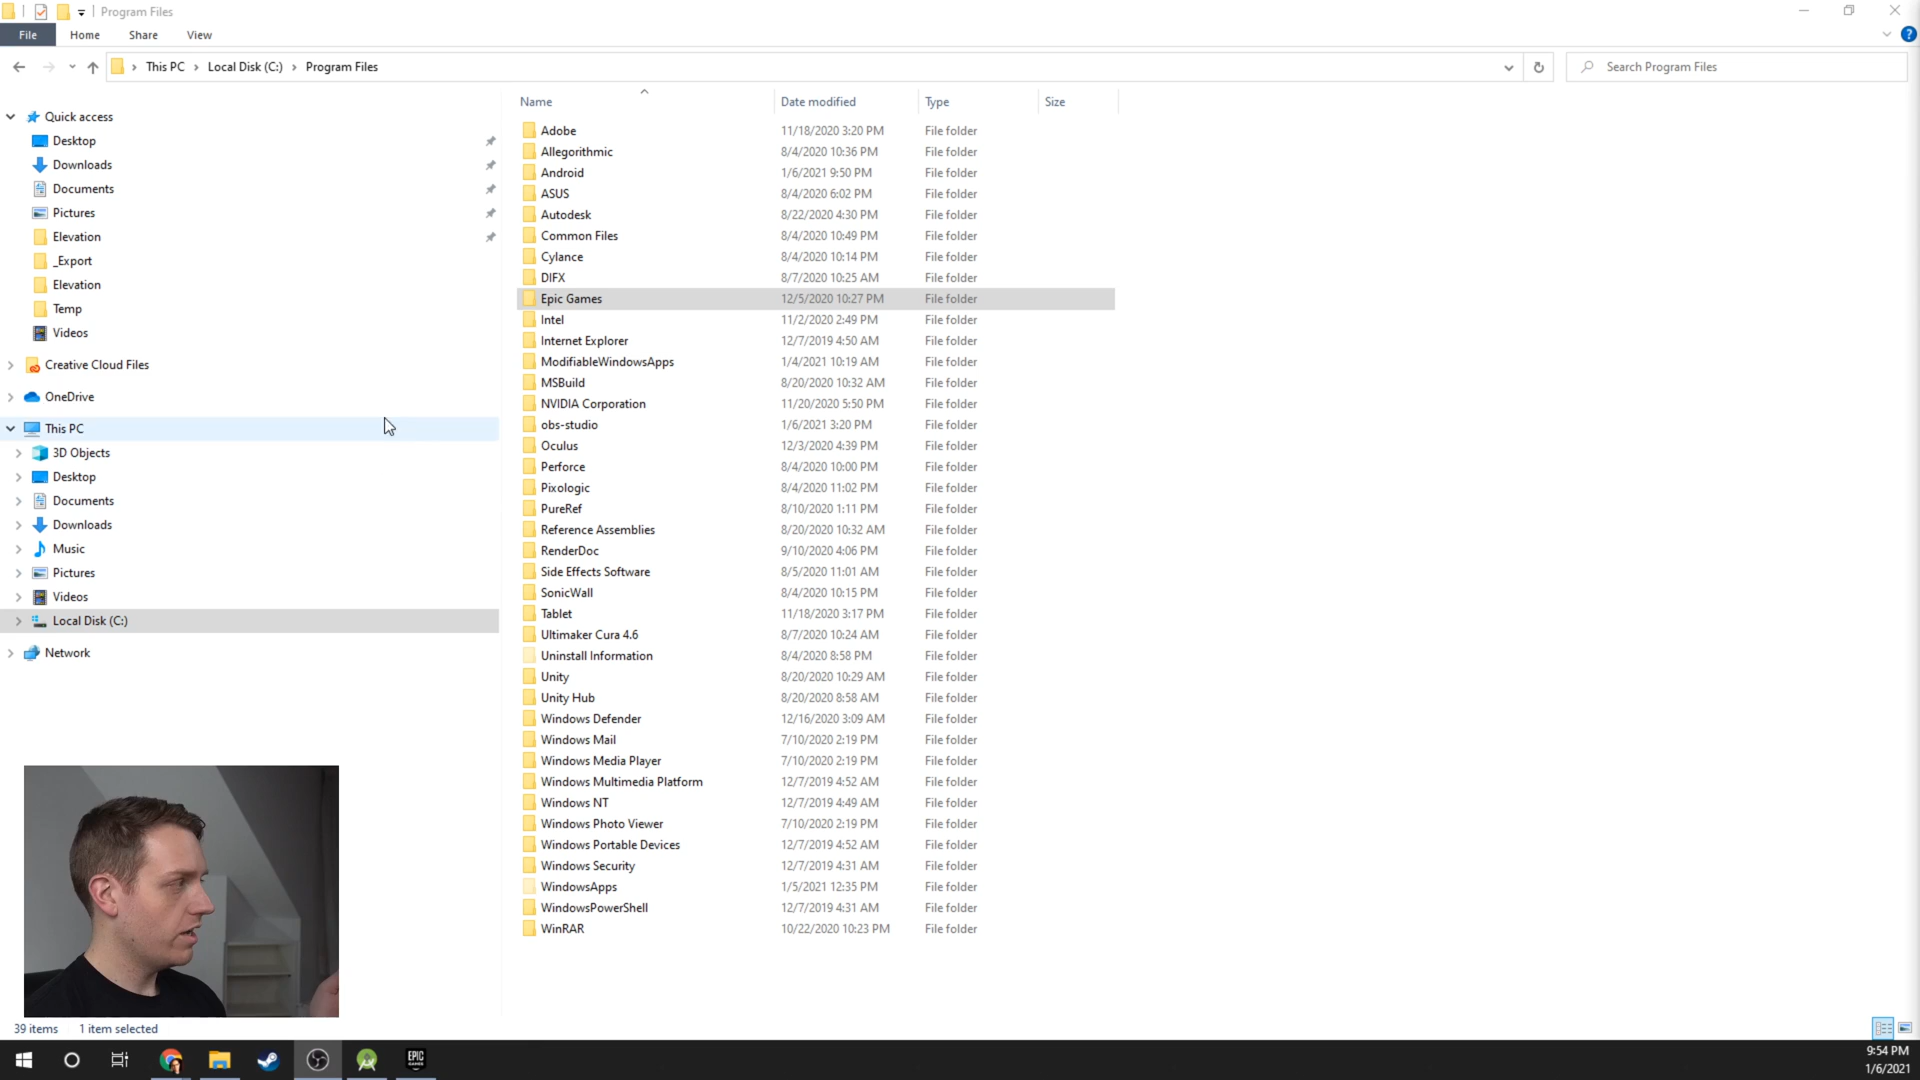 Program Files
File Home Share View
This PC Local Disk (C:) Program Files Search Program Files
Name Date modified Type Size
Quick access
Desktop
Downloads
Documents
Pictures
Elevation
_Export
Elevation
Temp
Videos
Creative Cloud Files
OneDrive
This PC
3D Objects
Desktop
Documents
Downloads
Music
Pictures
Videos
Local Disk (C:)
Network
Adobe 11/18/2020 3:20 PM File folder
Allegorithmic 8/4/2020 10:36 PM File folder
Android 1/6/2021 9:50 PM File folder
ASUS 8/4/2020 6:02 PM File folder
Autodesk 8/22/2020 4:30 PM File folder
Common Files 8/4/2020 10:49 PM File folder
Cylance 8/4/2020 10:14 PM File folder
DIFX 8/7/2020 10:25 AM File folder
Epic Games 12/5/2020 10:27 PM File folder
Intel 11/2/2020 2:49 PM File folder
Internet Explorer 12/7/2019 4:50 AM File folder
ModifiableWindowsApps 1/4/2021 10:19 AM File folder
MSBuild 8/20/2020 10:32 AM File folder
NVIDIA Corporation 11/20/2020 5:50 PM File folder
obs-studio 1/6/2021 3:20 PM File folder
Oculus 12/3/2020 4:39 PM File folder
Perforce 8/4/2020 10:00 PM File folder
Pixologic 8/4/2020 11:02 PM File folder
PureRef 8/10/2020 1:11 PM File folder
Reference Assemblies 8/20/2020 10:32 AM File folder
RenderDoc 9/10/2020 4:06 PM File folder
Side Effects Software 8/5/2020 11:01 AM File folder
SonicWall 8/4/2020 10:15 PM File folder
Tablet 11/18/2020 3:17 PM File folder
Ultimaker Cura 4.6 8/7/2020 10:24 AM File folder
Uninstall Information 8/4/2020 8:58 PM File folder
Unity 8/20/2020 10:29 AM File folder
Unity Hub 8/20/2020 8:58 AM File folder
Windows Defender 12/16/2020 3:09 AM File folder
Windows Mail 7/10/2020 2:19 PM File folder
Windows Media Player 7/10/2020 2:19 PM File folder
Windows Multimedia Platform 12/7/2019 4:52 AM File folder
Windows NT 12/7/2019 4:49 AM File folder
Windows Photo Viewer 7/10/2020 2:19 PM File folder
Windows Portable Devices 12/7/2019 4:52 AM File folder
Windows Security 12/7/2019 4:31 AM File folder
WindowsApps 1/5/2021 12:35 PM File folder
WindowsPowerShell 12/7/2019 4:31 AM File folder
WinRAR 10/22/2020 10:23 PM File folder
39 items 1 item selected
EPIC
GAMES
9:54 PM
1/6/2021